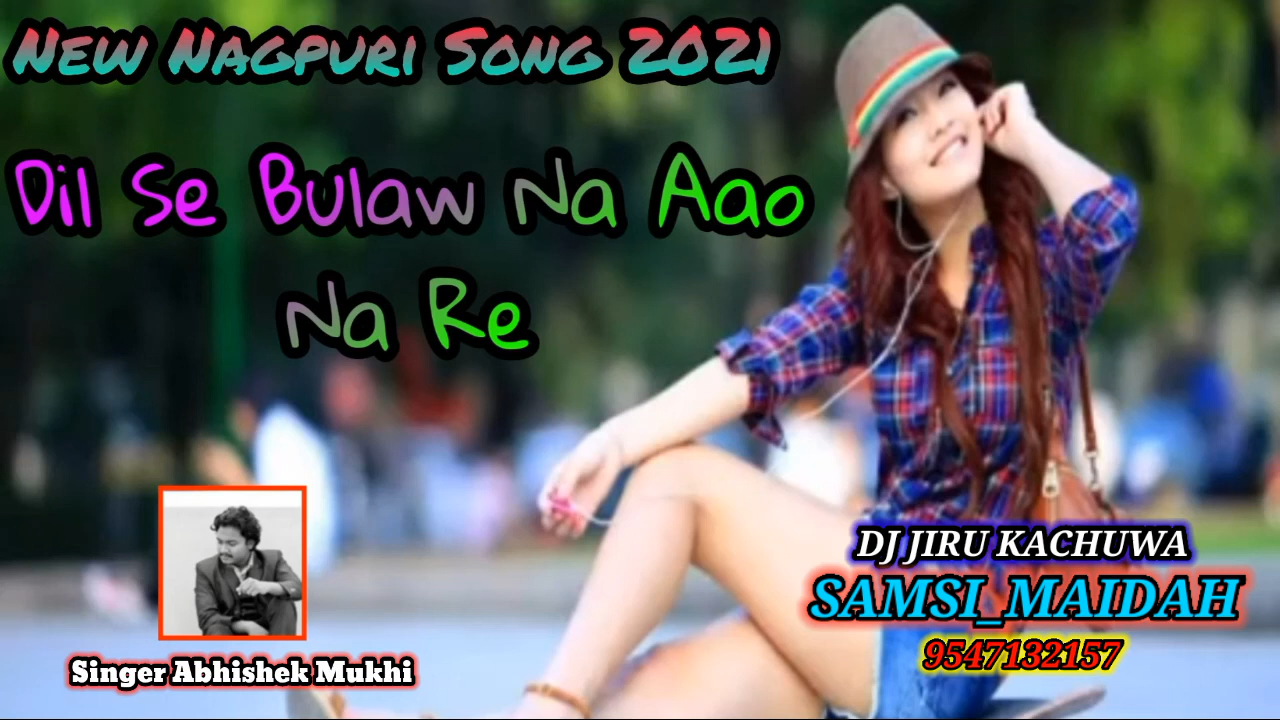 New Nagpuri Song 2021
Dil Se Bulaw Na Aao
Na Re
DJ JIRU KACHUWA
SAMSI_MAIDAH
9547132157
Singer Abhishek Mukhi